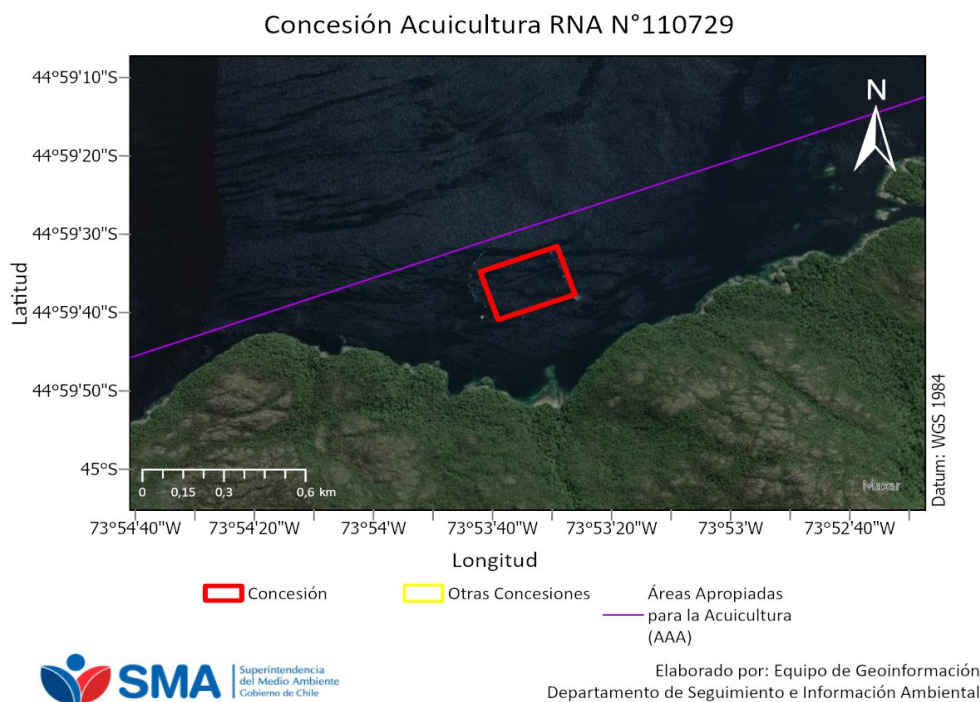 Concesión Acuicultura RNA N°110729
44°59'10"S
44°59'20"S
44°59'30"S
44°59'40"S
44°59'50"S
45°S
Latitud
N
Datum: WGS 1984
0 0,15 0,3 0,6 km
Maxar
73°54'40"W 73°54'20"W 73°54'W 73°53'40"W 73°53'20"W 73°53'W 73°52'40"W
Longitud
Concesión
Otras Concesiones
Áreas Apropiadas
para la Acuicultura
(AAA)
SMA
Superintendencia
del Medio Ambiente
Gobierno de Chile
Elaborado por: Equipo de Geoinformación
Departamento de Seguimiento e Información Ambiental